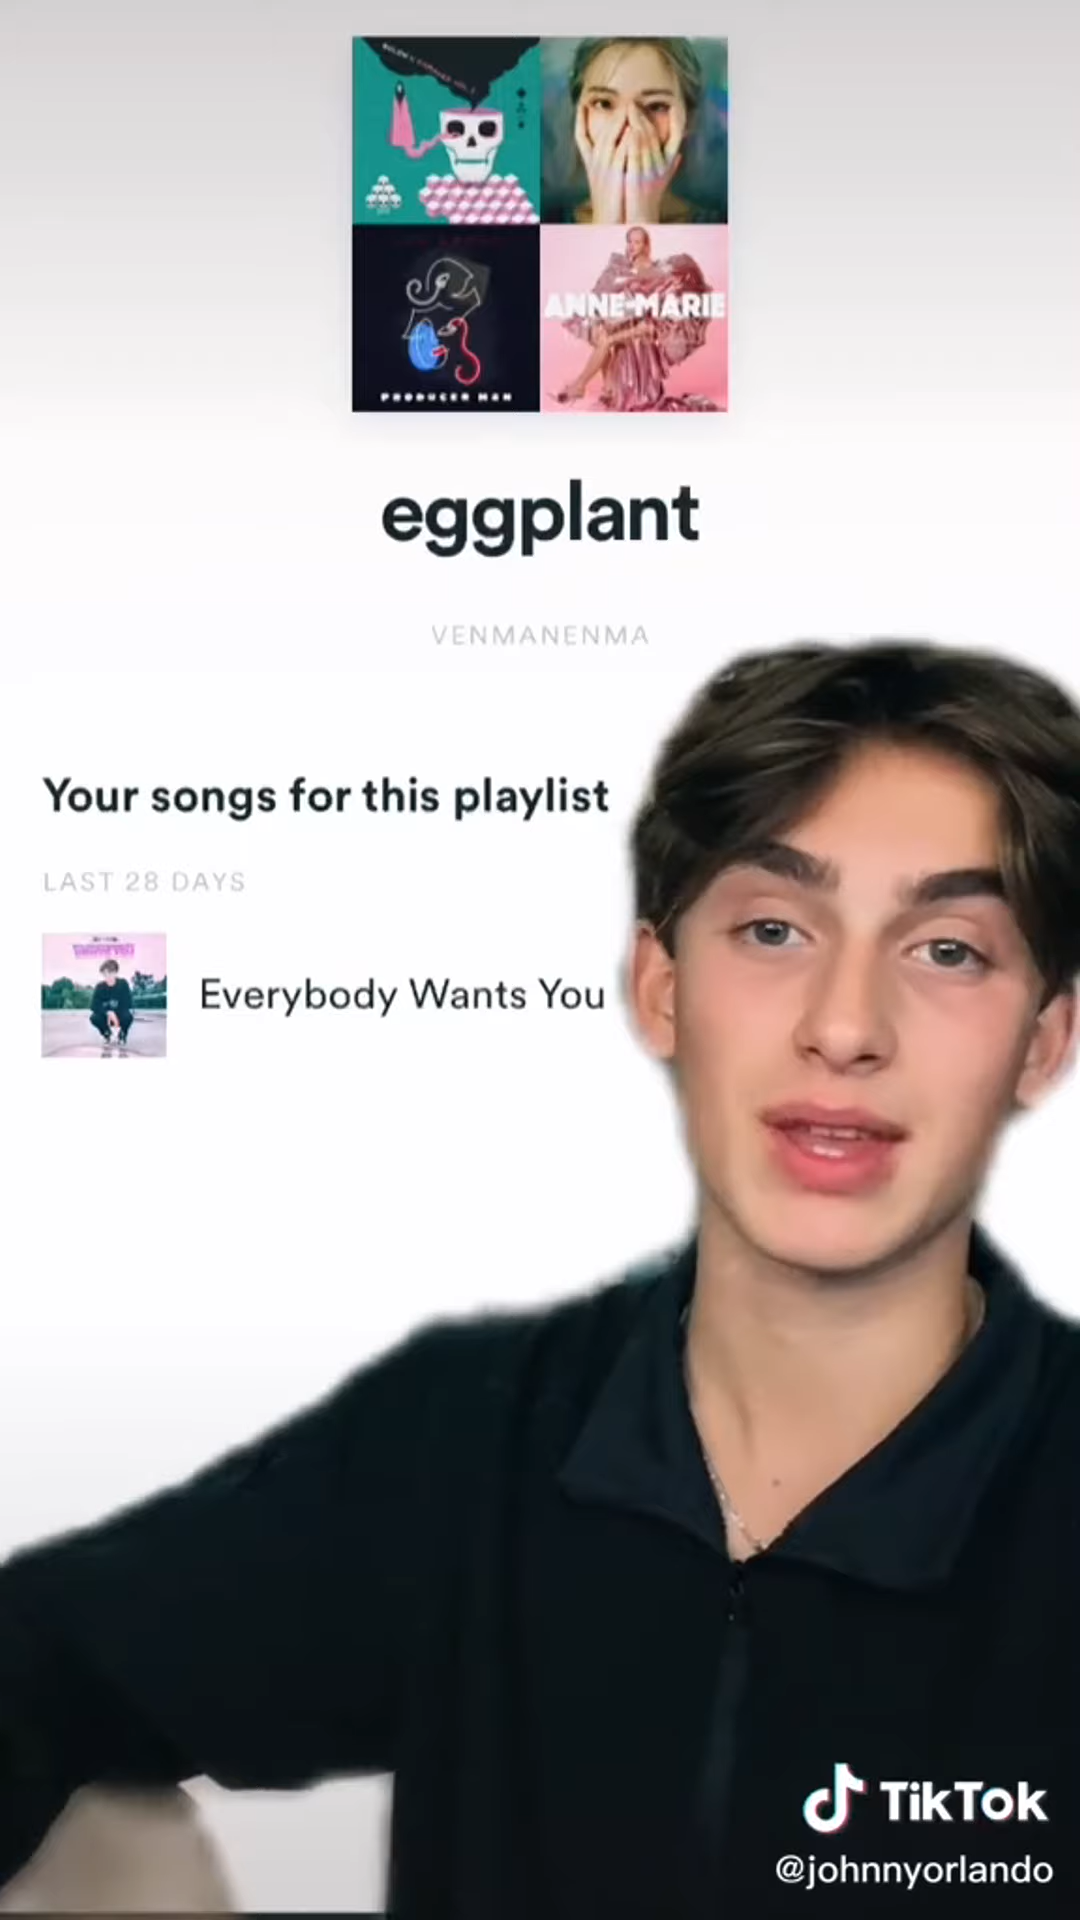 ANNE-MARIE
PRODUCER MAN
eggplant
VENMANENMA
Your songs for this playlist
LAST 28 DAYS
Everybody Wants You
TikTok
@johnnyorlando